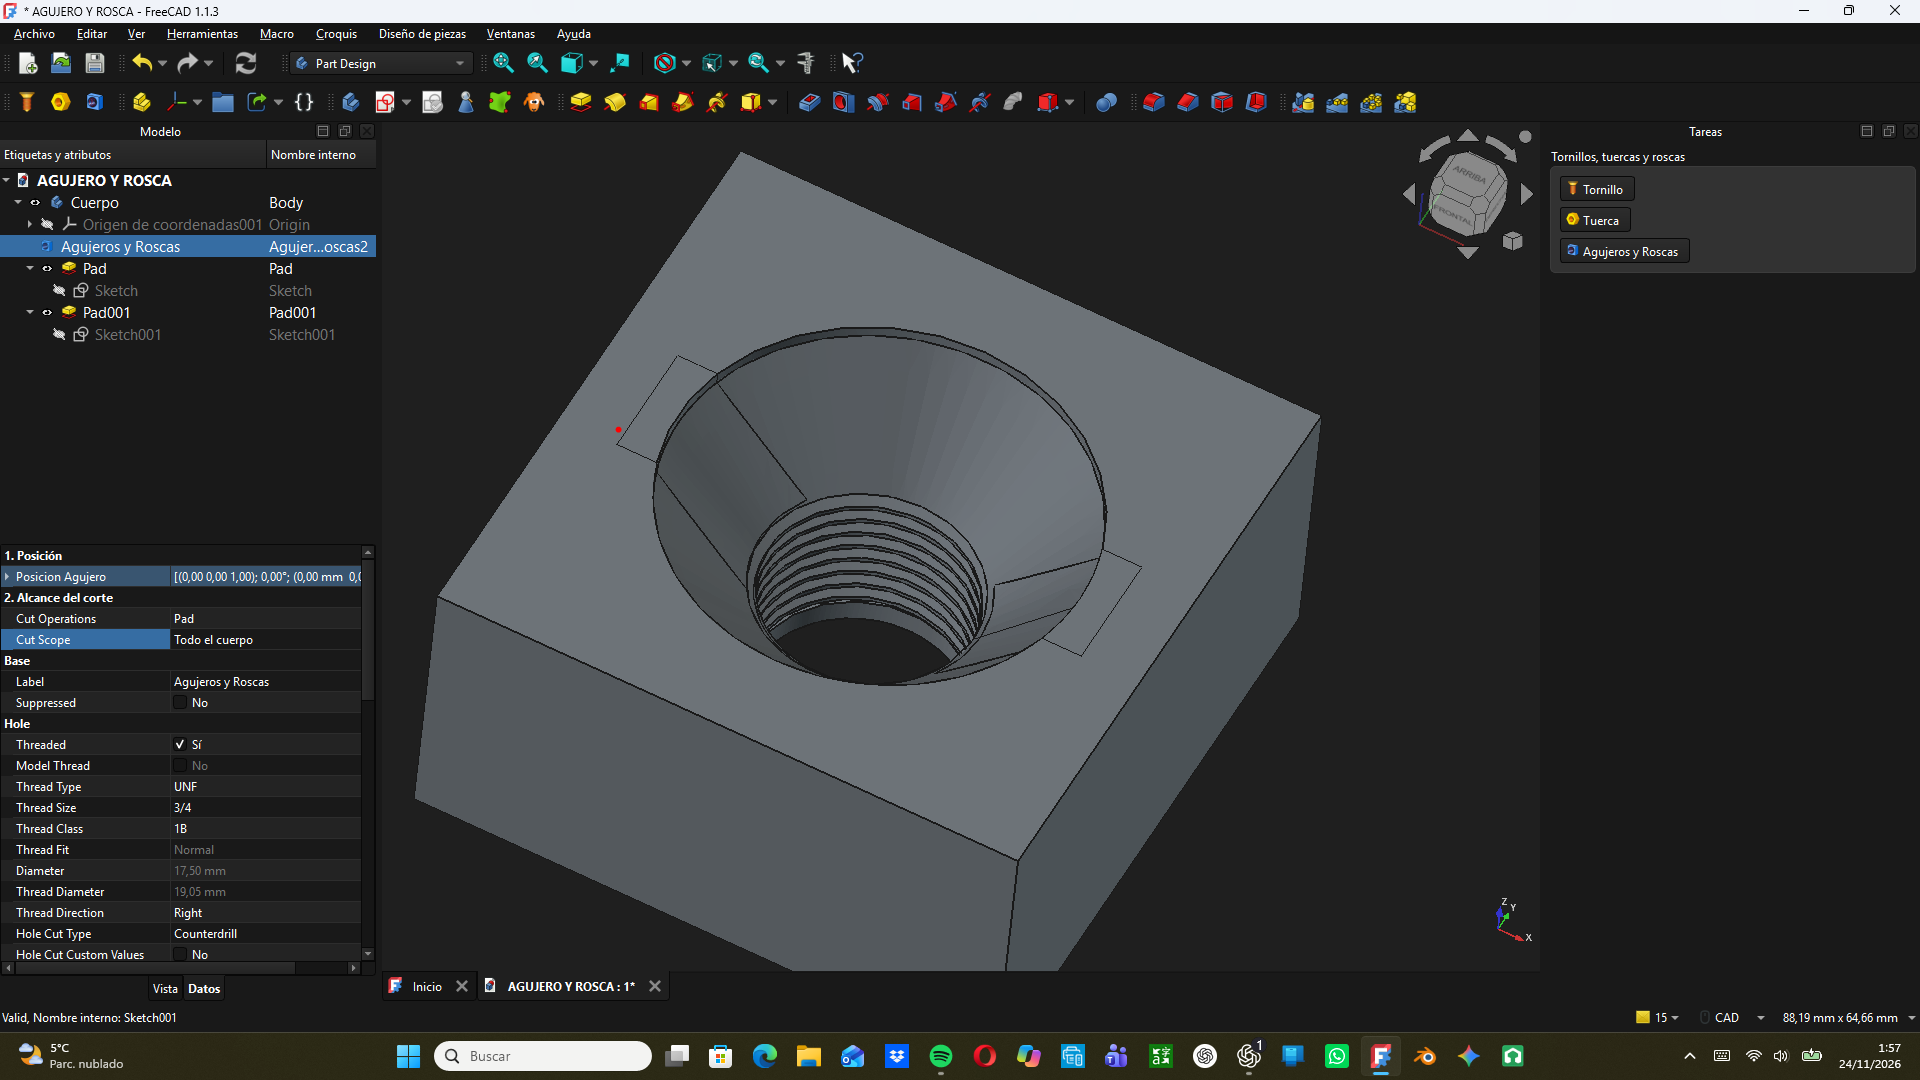 * AGUJERO Y ROSCA - FreeCAD 1.1.3
Archivo Editar Ver Herramientas Macro Croquis Diseño de piezas Ventanas Ayuda
Part Design
Modelo
Etiquetas y atributos Nombre interno
AGUJERO Y ROSCA
Cuerpo Body
Origen de coordenadas001 Origin
Agujeros y Roscas Agujer...oscas2
Pad Pad
Sketch Sketch
Pad001 Pad001
Sketch001 Sketch001
1. Posición
Posicion Agujero [(0,00 0,00 1,00); 0,00°; (0,00 mm 0,0
2. Alcance del corte
Cut Operations Pad
Cut Scope Todo el cuerpo
Base
Label Agujeros y Roscas
Suppressed No
Hole
Threaded Sí
Model Thread No
Thread Type UNF
Thread Size 3/4
Thread Class 1B
Thread Fit Normal
Diameter 17,50 mm
Thread Diameter 19,05 mm
Thread Direction Right
Hole Cut Type Counterdrill
Hole Cut Custom Values No
Vista Datos
ARRIBA
FRONTAL
Z
Y
X
Tareas
Tornillos, tuercas y roscas
Tornillo
Tuerca
Agujeros y Roscas
Inicio AGUJERO Y ROSCA : 1*
Valid, Nombre interno: Sketch001
15 CAD 88,19 mm x 64,66 mm
5°C
Parc. nublado
Buscar
1
1:57
24/11/2026